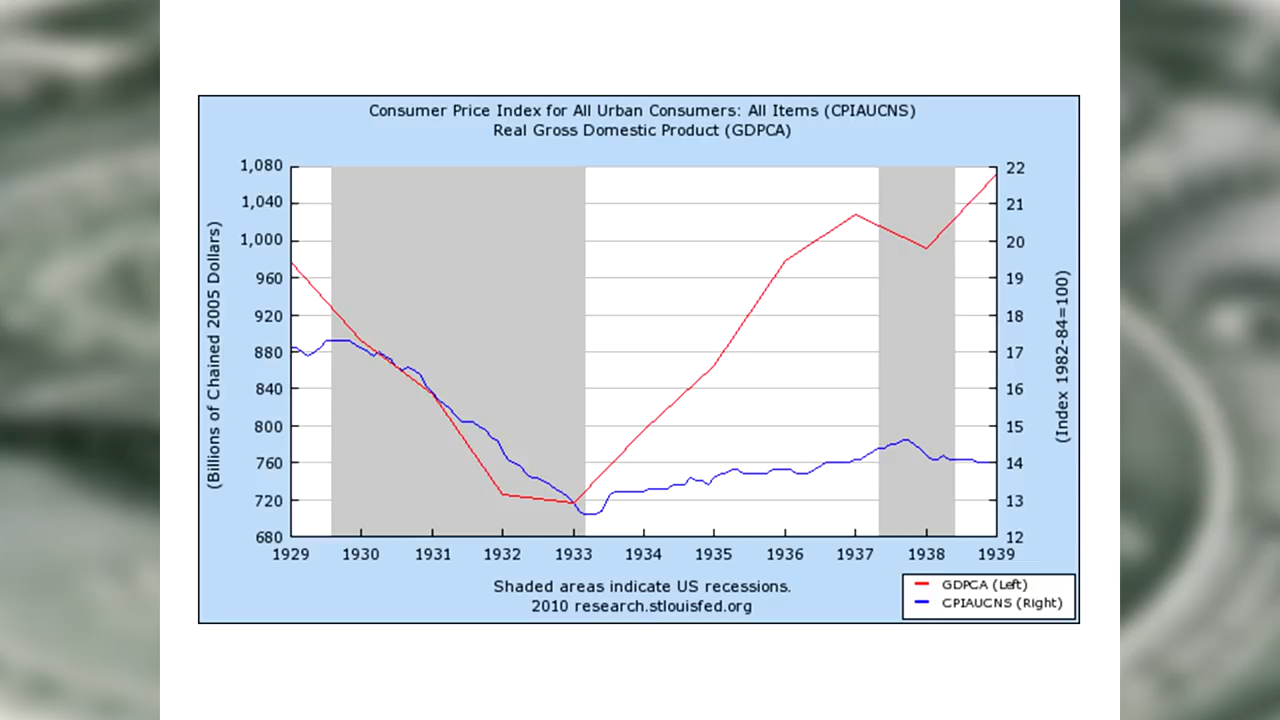 Consumer Price Index for All Urban Consumers: All Items (CPIAUCNS)
Real Gross Domestic Product (GDPCA)
1,080
1,040
1,000
960
920
880
840
800
760
720
680
(Billions of Chained 2005 Dollars)
22
21
20
19
18
17
16
15
14
13
12
(Index 1982-84=100)
1929 1930 1931 1932 1933 1934 1935 1936 1937 1938 1939
Shaded areas indicate US recessions.
2010 research.stlouisfed.org
GDPCA (Left)
CPIAUCNS (Right)